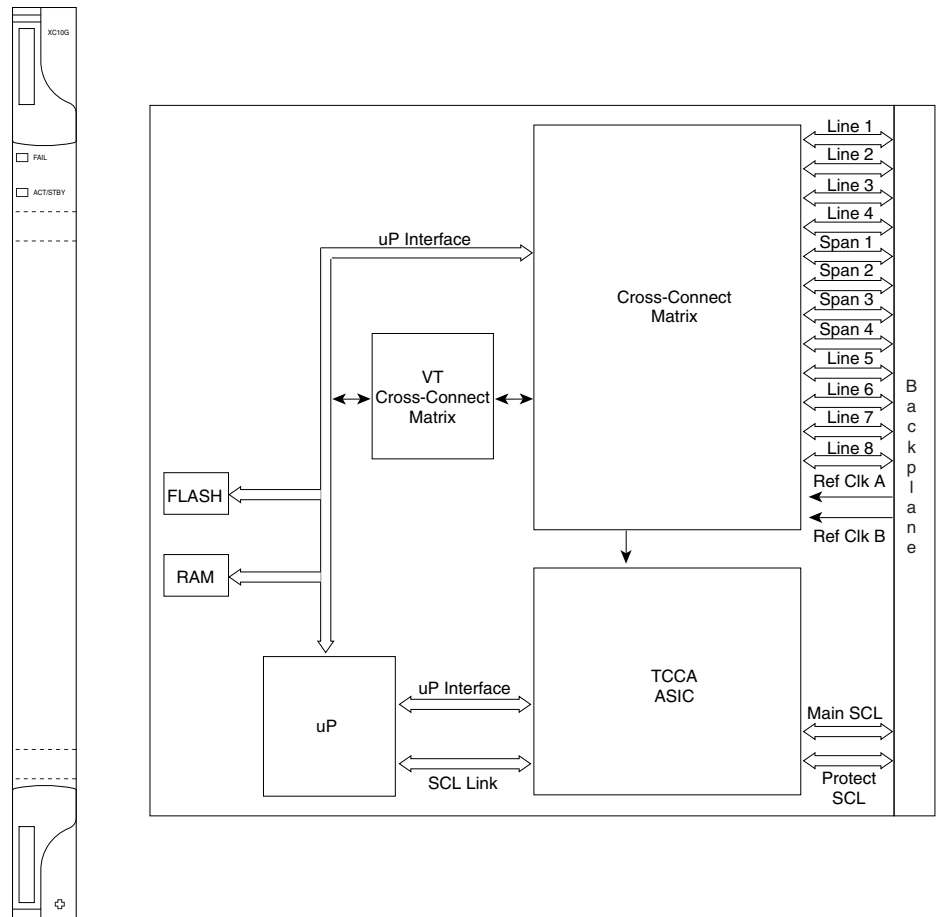 XC10G
FAIL
ACT/STBY
uP Interface
Cross-Connect
Matrix
VT
Cross-Connect
Matrix
FLASH
RAM
uP
uP Interface
SCL Link
TCCA
ASIC
Line 1
Line 2
Line 3
Line 4
Span 1
Span 2
Span 3
Span 4
Line 5
Line 6
Line 7
Line 8
Ref Clk A
Ref Clk B
Main SCL
Protect
SCL
Backplane